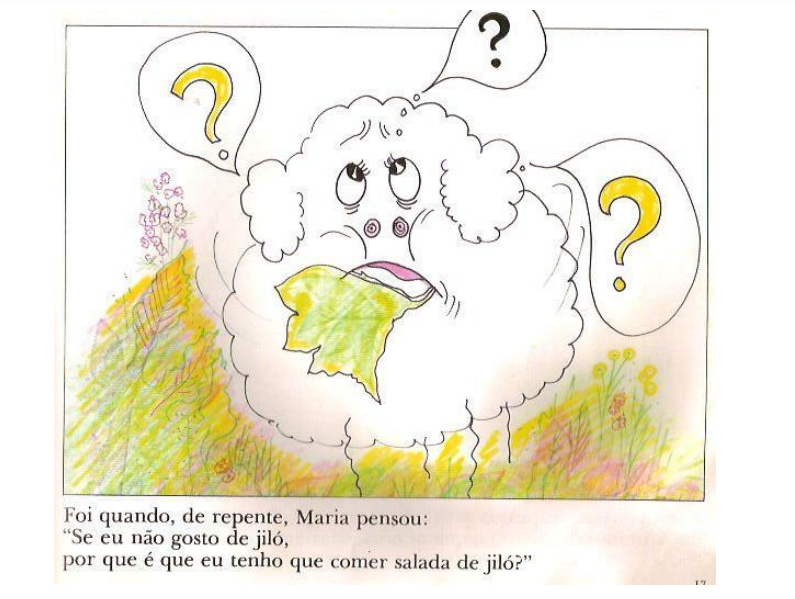 ?
?
?
Foi quando, de repente, Maria pensou:
“Se eu não gosto de jiló,
por que é que eu tenho que comer salada de jiló?”